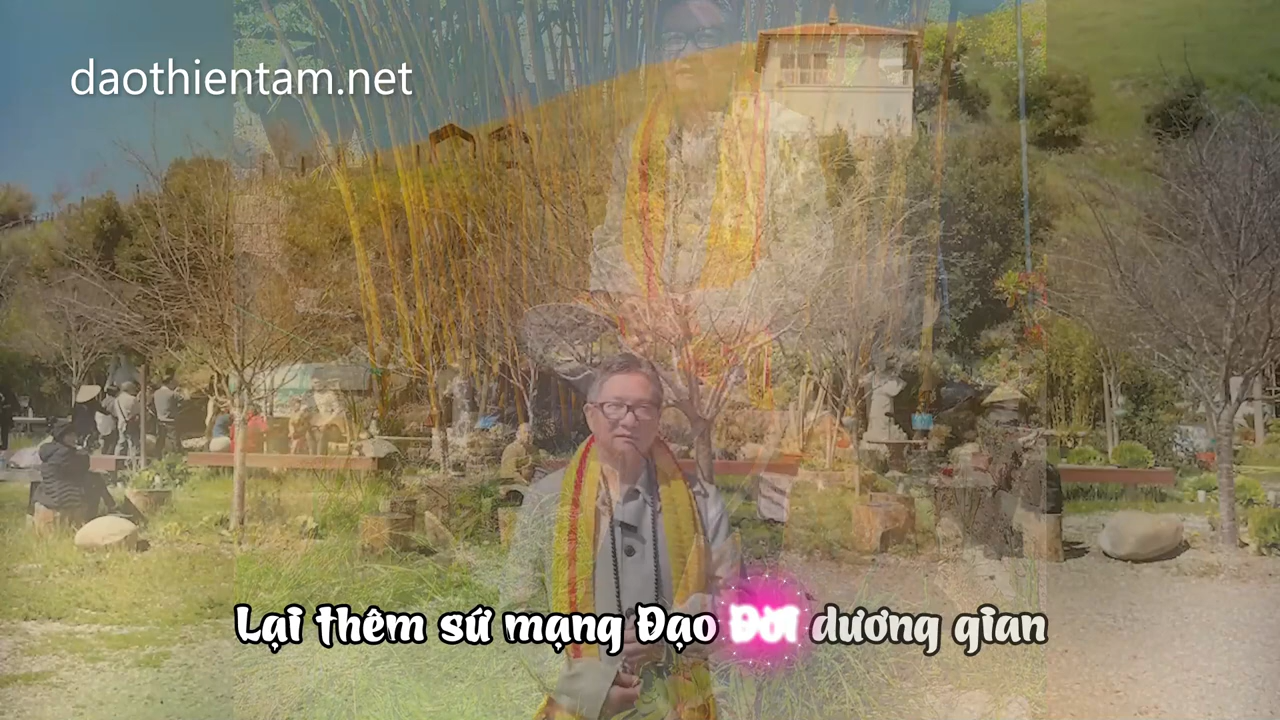 daothientam.net
Lại thêm sứ mạng Đạo Đời dương gian